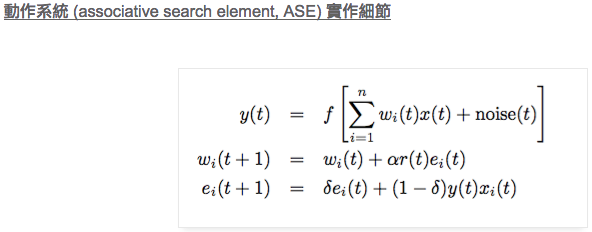 動作系統 (associative search element, ASE) 實作細節
y(t) = f [ \sum_{i=1}^{n} w_i(t)x(t) + noise(t) ]
w_i(t + 1) = w_i(t) + αr(t)e_i(t)
e_i(t + 1) = δe_i(t) + (1 − δ)y(t)x_i(t)